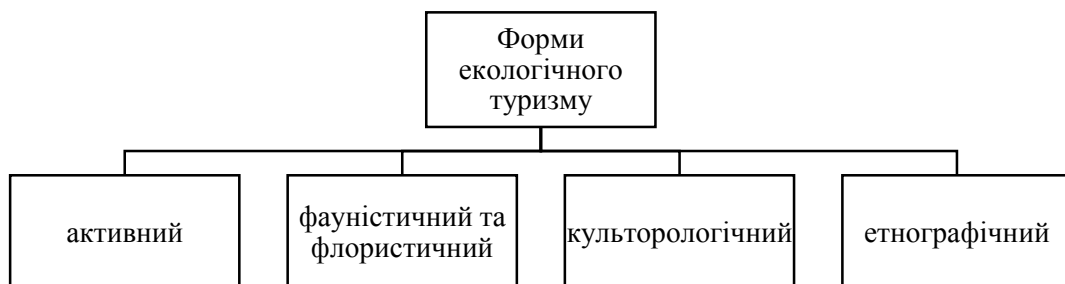 Форми
екологічного
туризму
активний
фауністичний та
флористичний
культорологічний
етнографічний